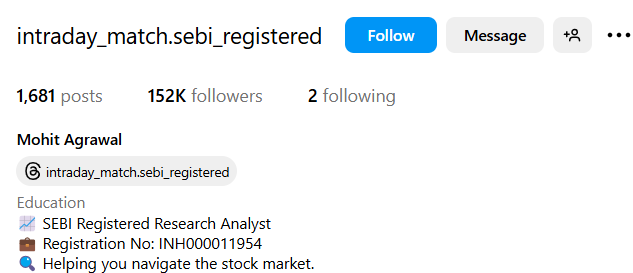 intraday_match.sebi_registered Follow Message
1,681 posts 152K followers 2 following
Mohit Agrawal
intraday_match.sebi_registered
Education
📈 SEBI Registered Research Analyst
💼 Registration No: INH000011954
🔍 Helping you navigate the stock market.